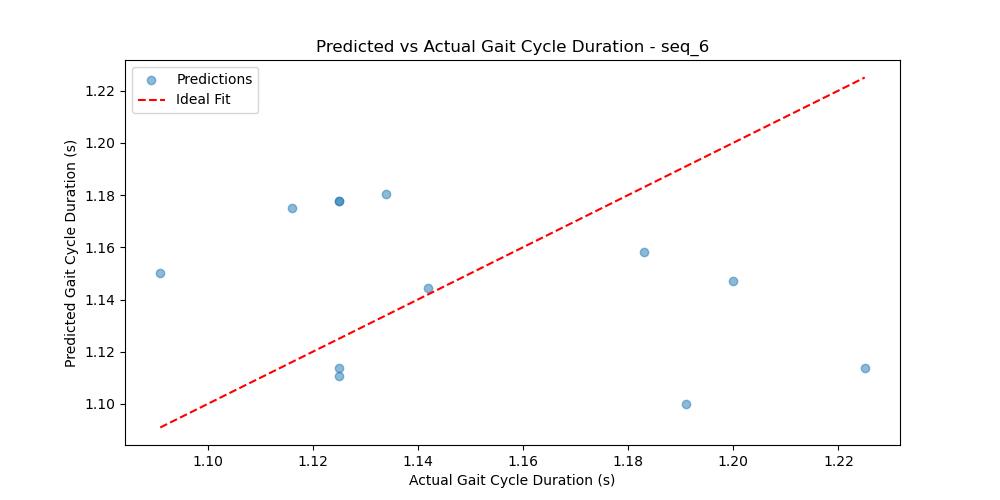 Predicted vs Actual Gait Cycle Duration - seq_6
Predictions
Ideal Fit
Predicted Gait Cycle Duration (s)
1.22
1.20
1.18
1.16
1.14
1.12
1.10
1.10 1.12 1.14 1.16 1.18 1.20 1.22
Actual Gait Cycle Duration (s)